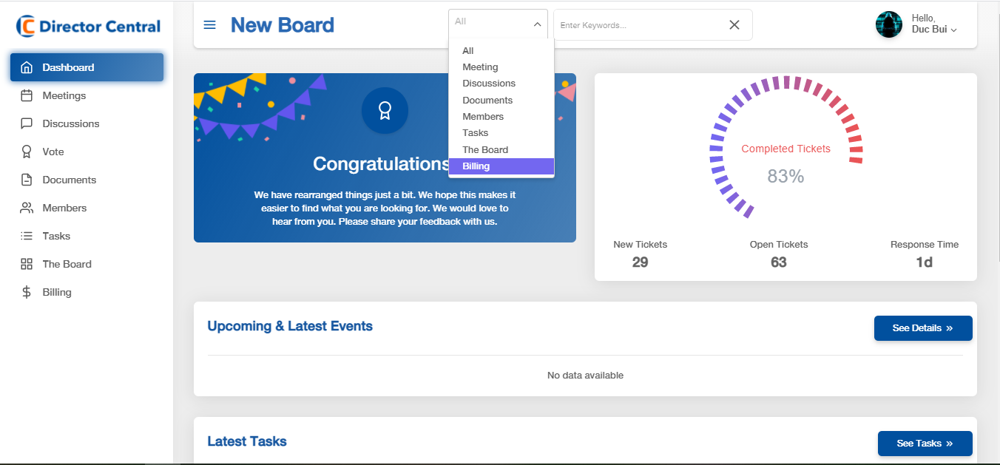 Director Central
Dashboard
Meetings
Discussions
Vote
Documents
Members
Tasks
The Board
Billing
New Board
All
Enter Keywords...
Hello,
Duc Bui
All
Meeting
Discussions
Documents
Members
Tasks
The Board
Billing
Congratulations
We have rearranged things just a bit. We hope this makes it
easier to find what you are looking for. We would love to
hear from you. Please share your feedback with us.
Completed Tickets
83%
New Tickets
29
Open Tickets
63
Response Time
1d
Upcoming & Latest Events
See Details »
No data available
Latest Tasks
See Tasks »